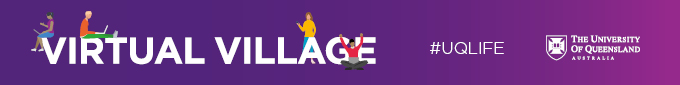 VIRTUAL VILLAGE
#UQLIFE
THE UNIVERSITY
OF QUEENSLAND
AUSTRALIA